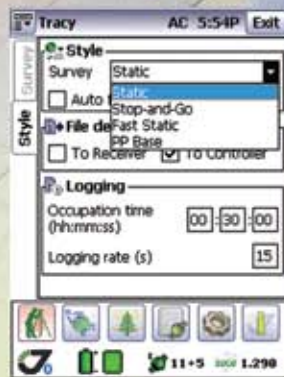 Tracy AC 5:54P Exit
Survey
Style
Style
Survey Static
Auto
Static
Stop-and-Go
Fast Static
PP Base
File de
To Receiver To Controller
Logging
Occupation time
(hh:mm:ss) 00:30:00
Logging rate (s) 15
11+5 1.290